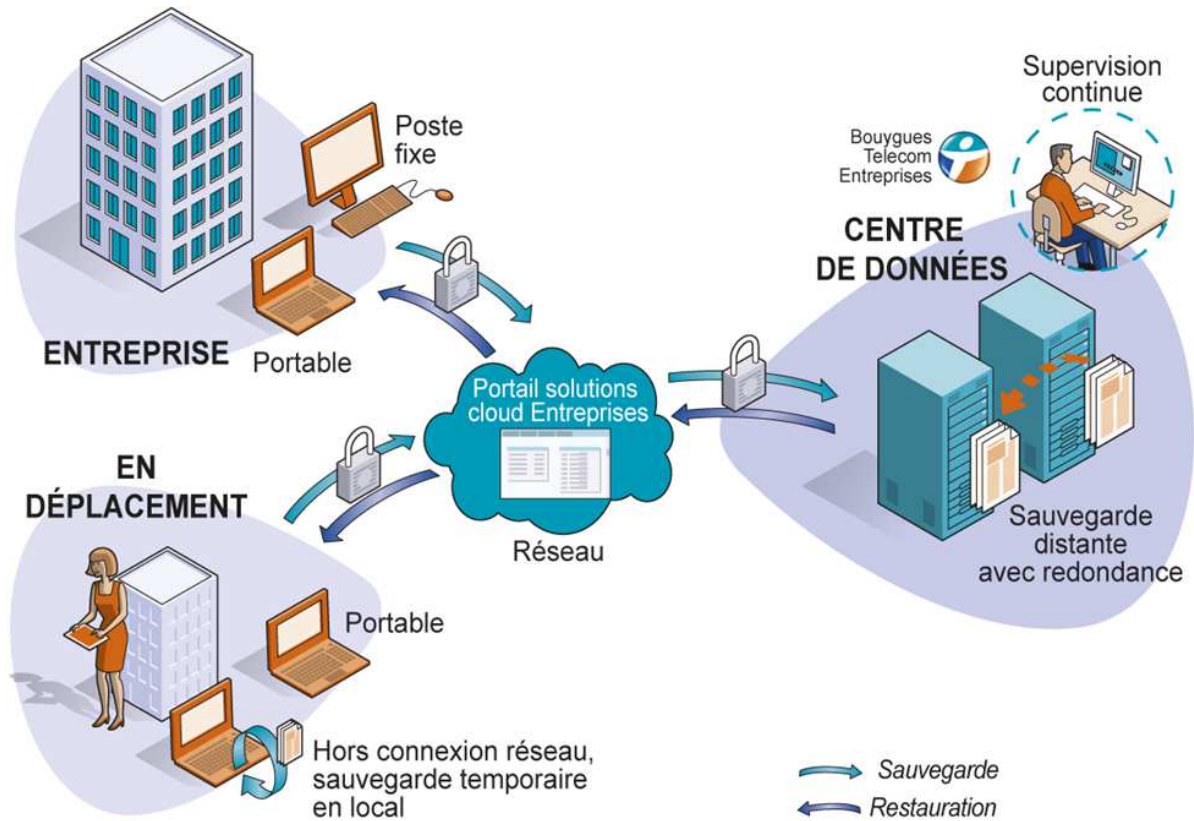 Supervision
continue
Bouygues
Telecom
Entreprises
Poste
fixe
CENTRE
DE DONNÉES
ENTREPRISE
Portable
Portail solutions
cloud Entreprises
EN
DÉPLACEMENT
Réseau
Sauvegarde
distante
avec redondance
Portable
Hors connexion réseau,
sauvegarde temporaire
en local
Sauvegarde
Restauration